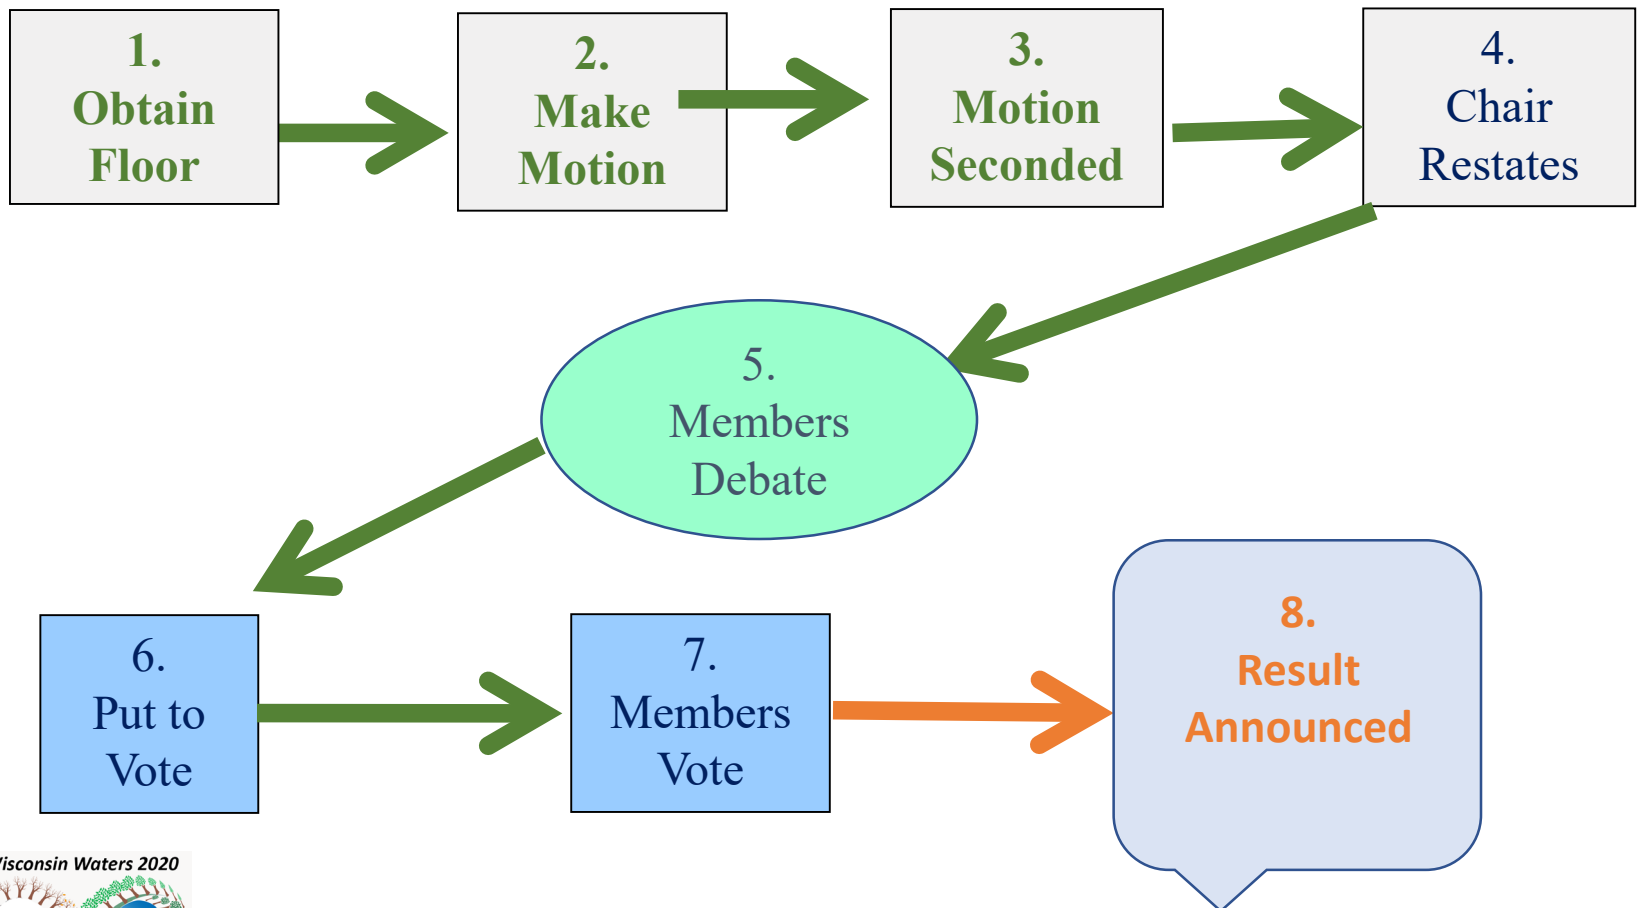 1.
Obtain
Floor
2.
Make
Motion
3.
Motion
Seconded
4.
Chair
Restates
5.
Members
Debate
6.
Put to
Vote
7.
Members
Vote
8.
Result
Announced
Waters 2020